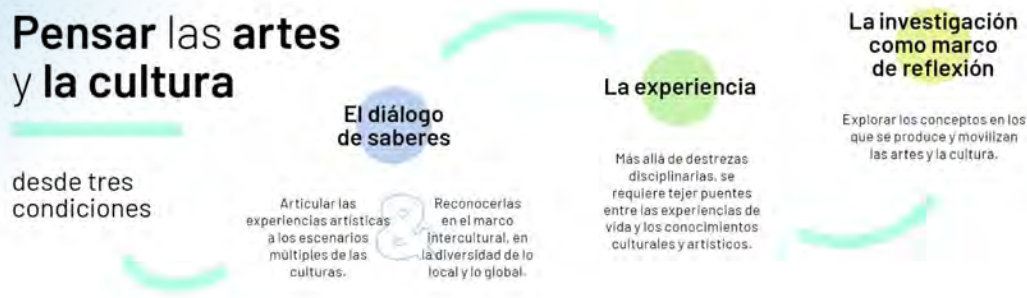 Pensar las artes
y la cultura
desde tres
condiciones
El diálogo
de saberes
Articular las
experiencias artísticas
a los escenarios
múltiples de las
culturas.
&
Reconocerlas
en el marco
intercultural, en
la diversidad de lo
local y lo global.
La experiencia
Más allá de destrezas
disciplinarias, se
requiere tejer puentes
entre las experiencias de
vida y los conocimientos
culturales y artísticos.
La investigación
como marco
de reflexión
Explorar los conceptos en los
que se produce y movilizan
las artes y la cultura.